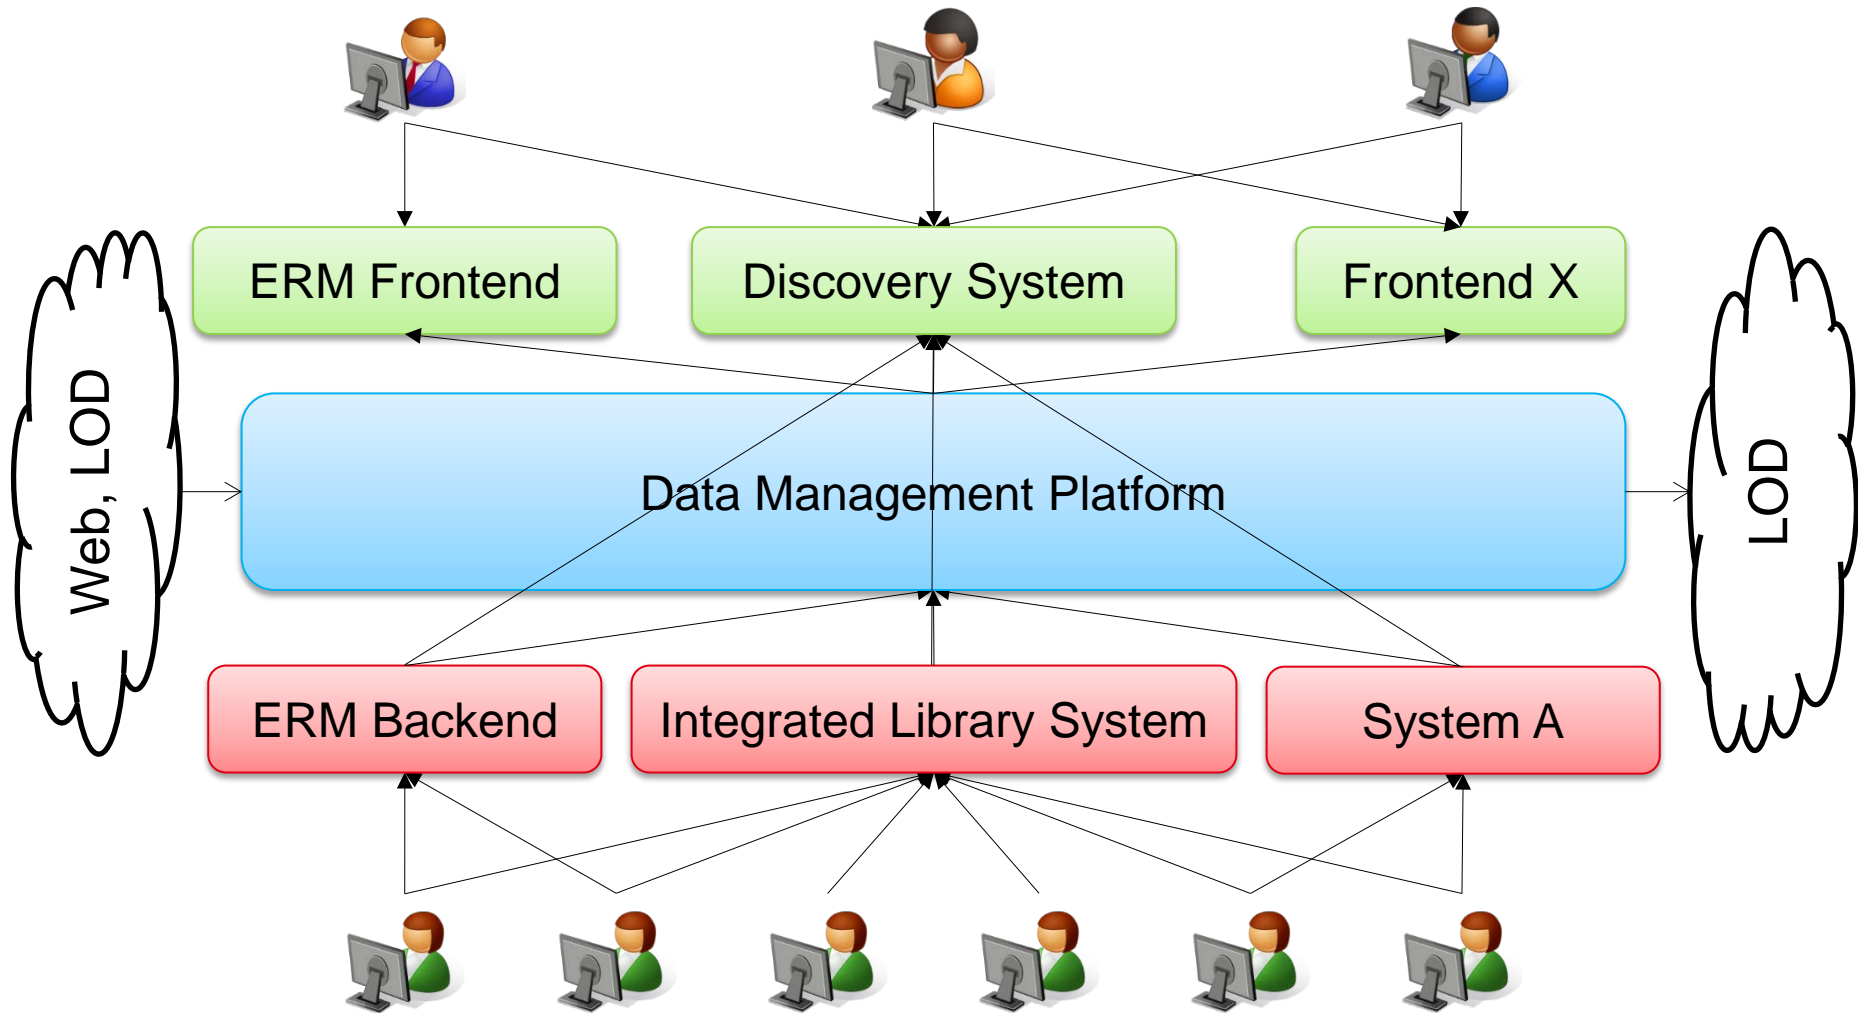 ERM Frontend
Discovery System
Frontend X
Web, LOD
Data Management Platform
LOD
ERM Backend
Integrated Library System
System A